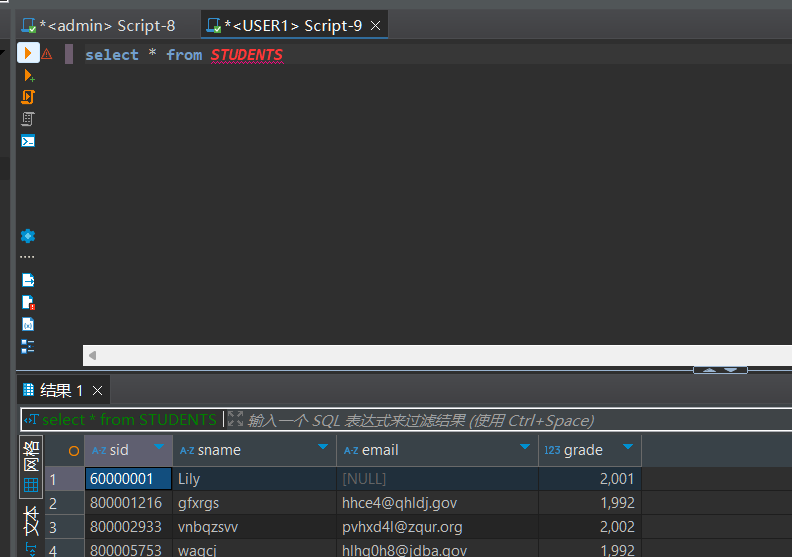 *<admin> Script-8
*<USER1> Script-9
select * from STUDENTS
结果 1
select * from STUDENTS
输入一个 SQL 表达式来过滤结果 (使用 Ctrl+Space)
网格
文本
A-Z sid A-Z sname A-Z email 123 grade
1 60000001 Lily [NULL] 2,001
2 800001216 gfxrgs hhce4@qhldj.gov 1,992
3 800002933 vnbqzsvv pvhxd4l@zqur.org 2,002
4 800005753 waqcj hlhg0h8@jdba.gov 1,992